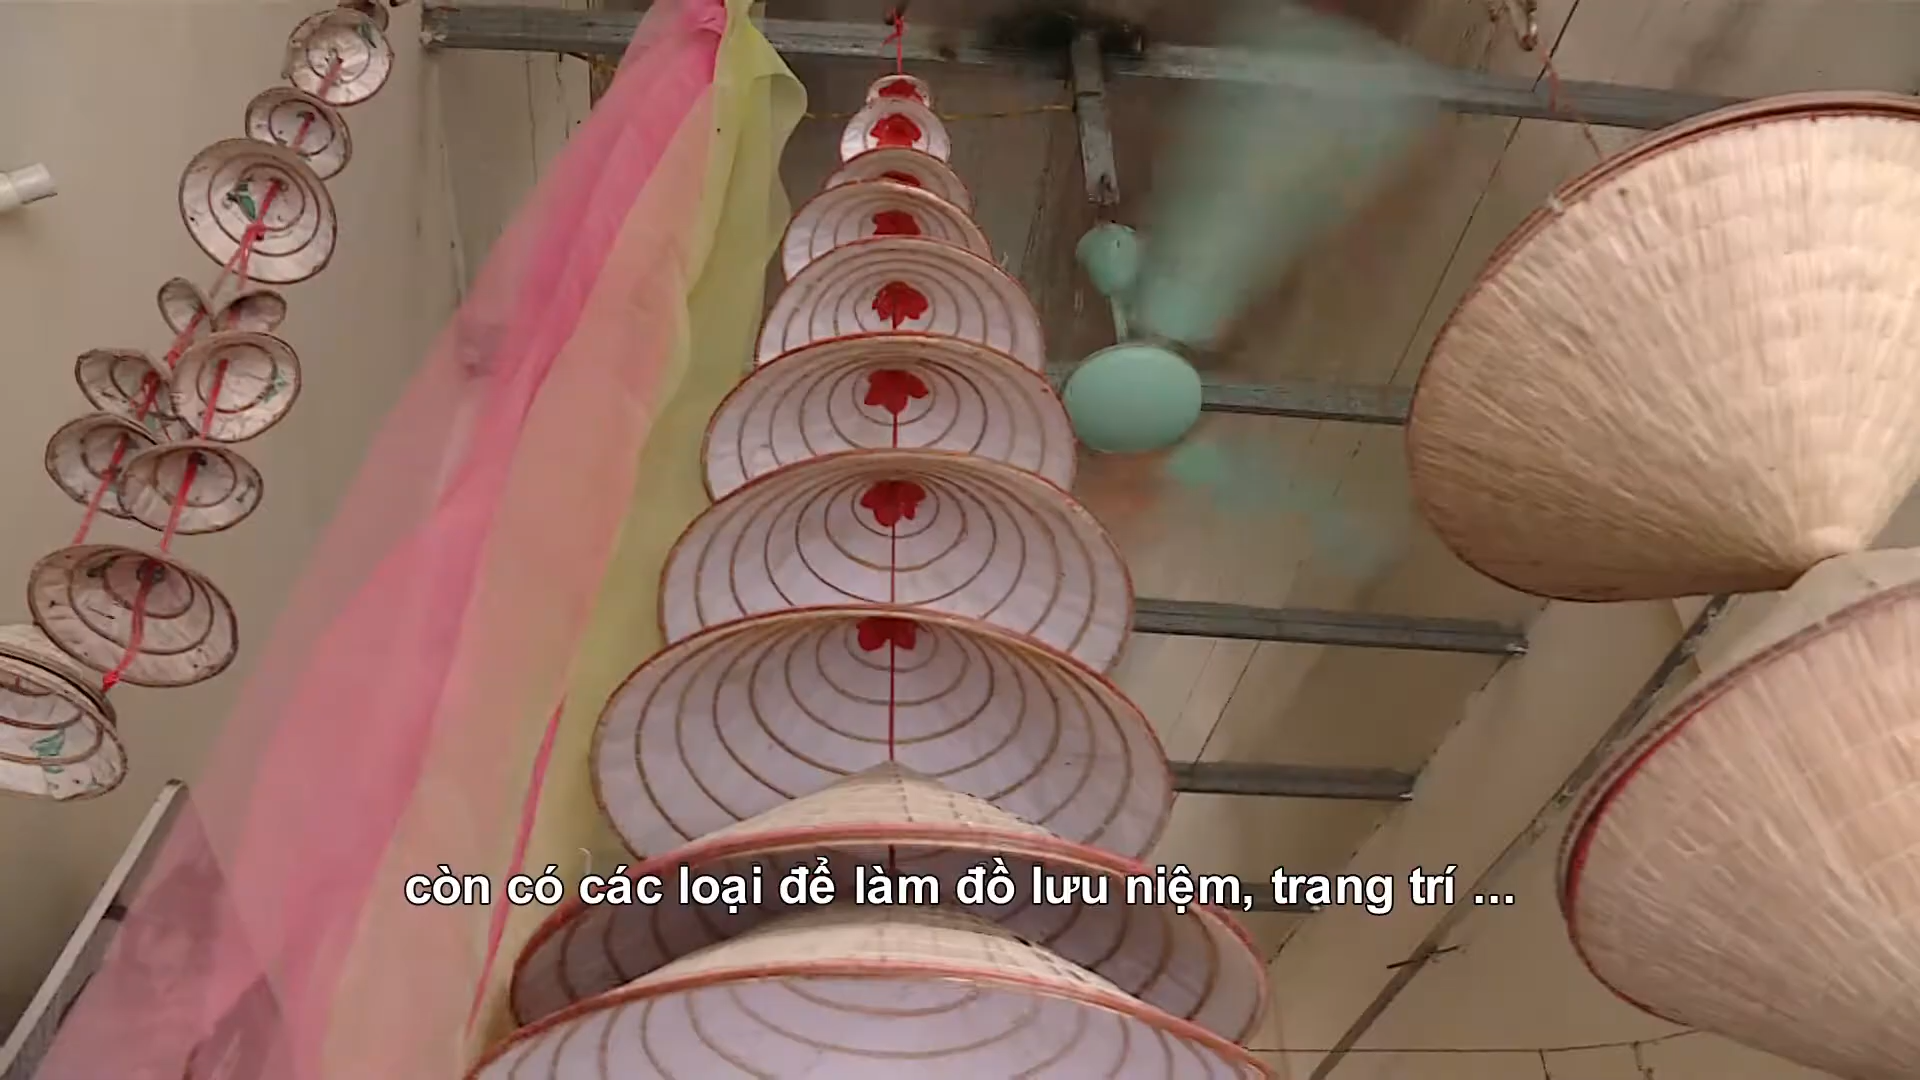 còn có các loại để làm đồ lưu niệm, trang trí ...